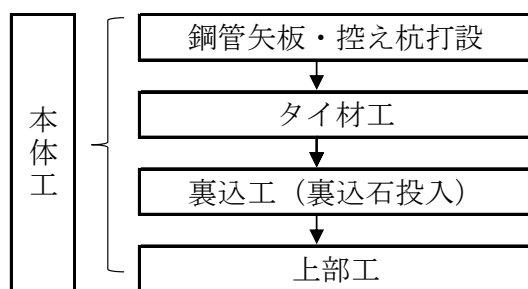 本体工
鋼管矢板・控え杭打設
タイ材工
裏込工（裏込石投入）
上部工